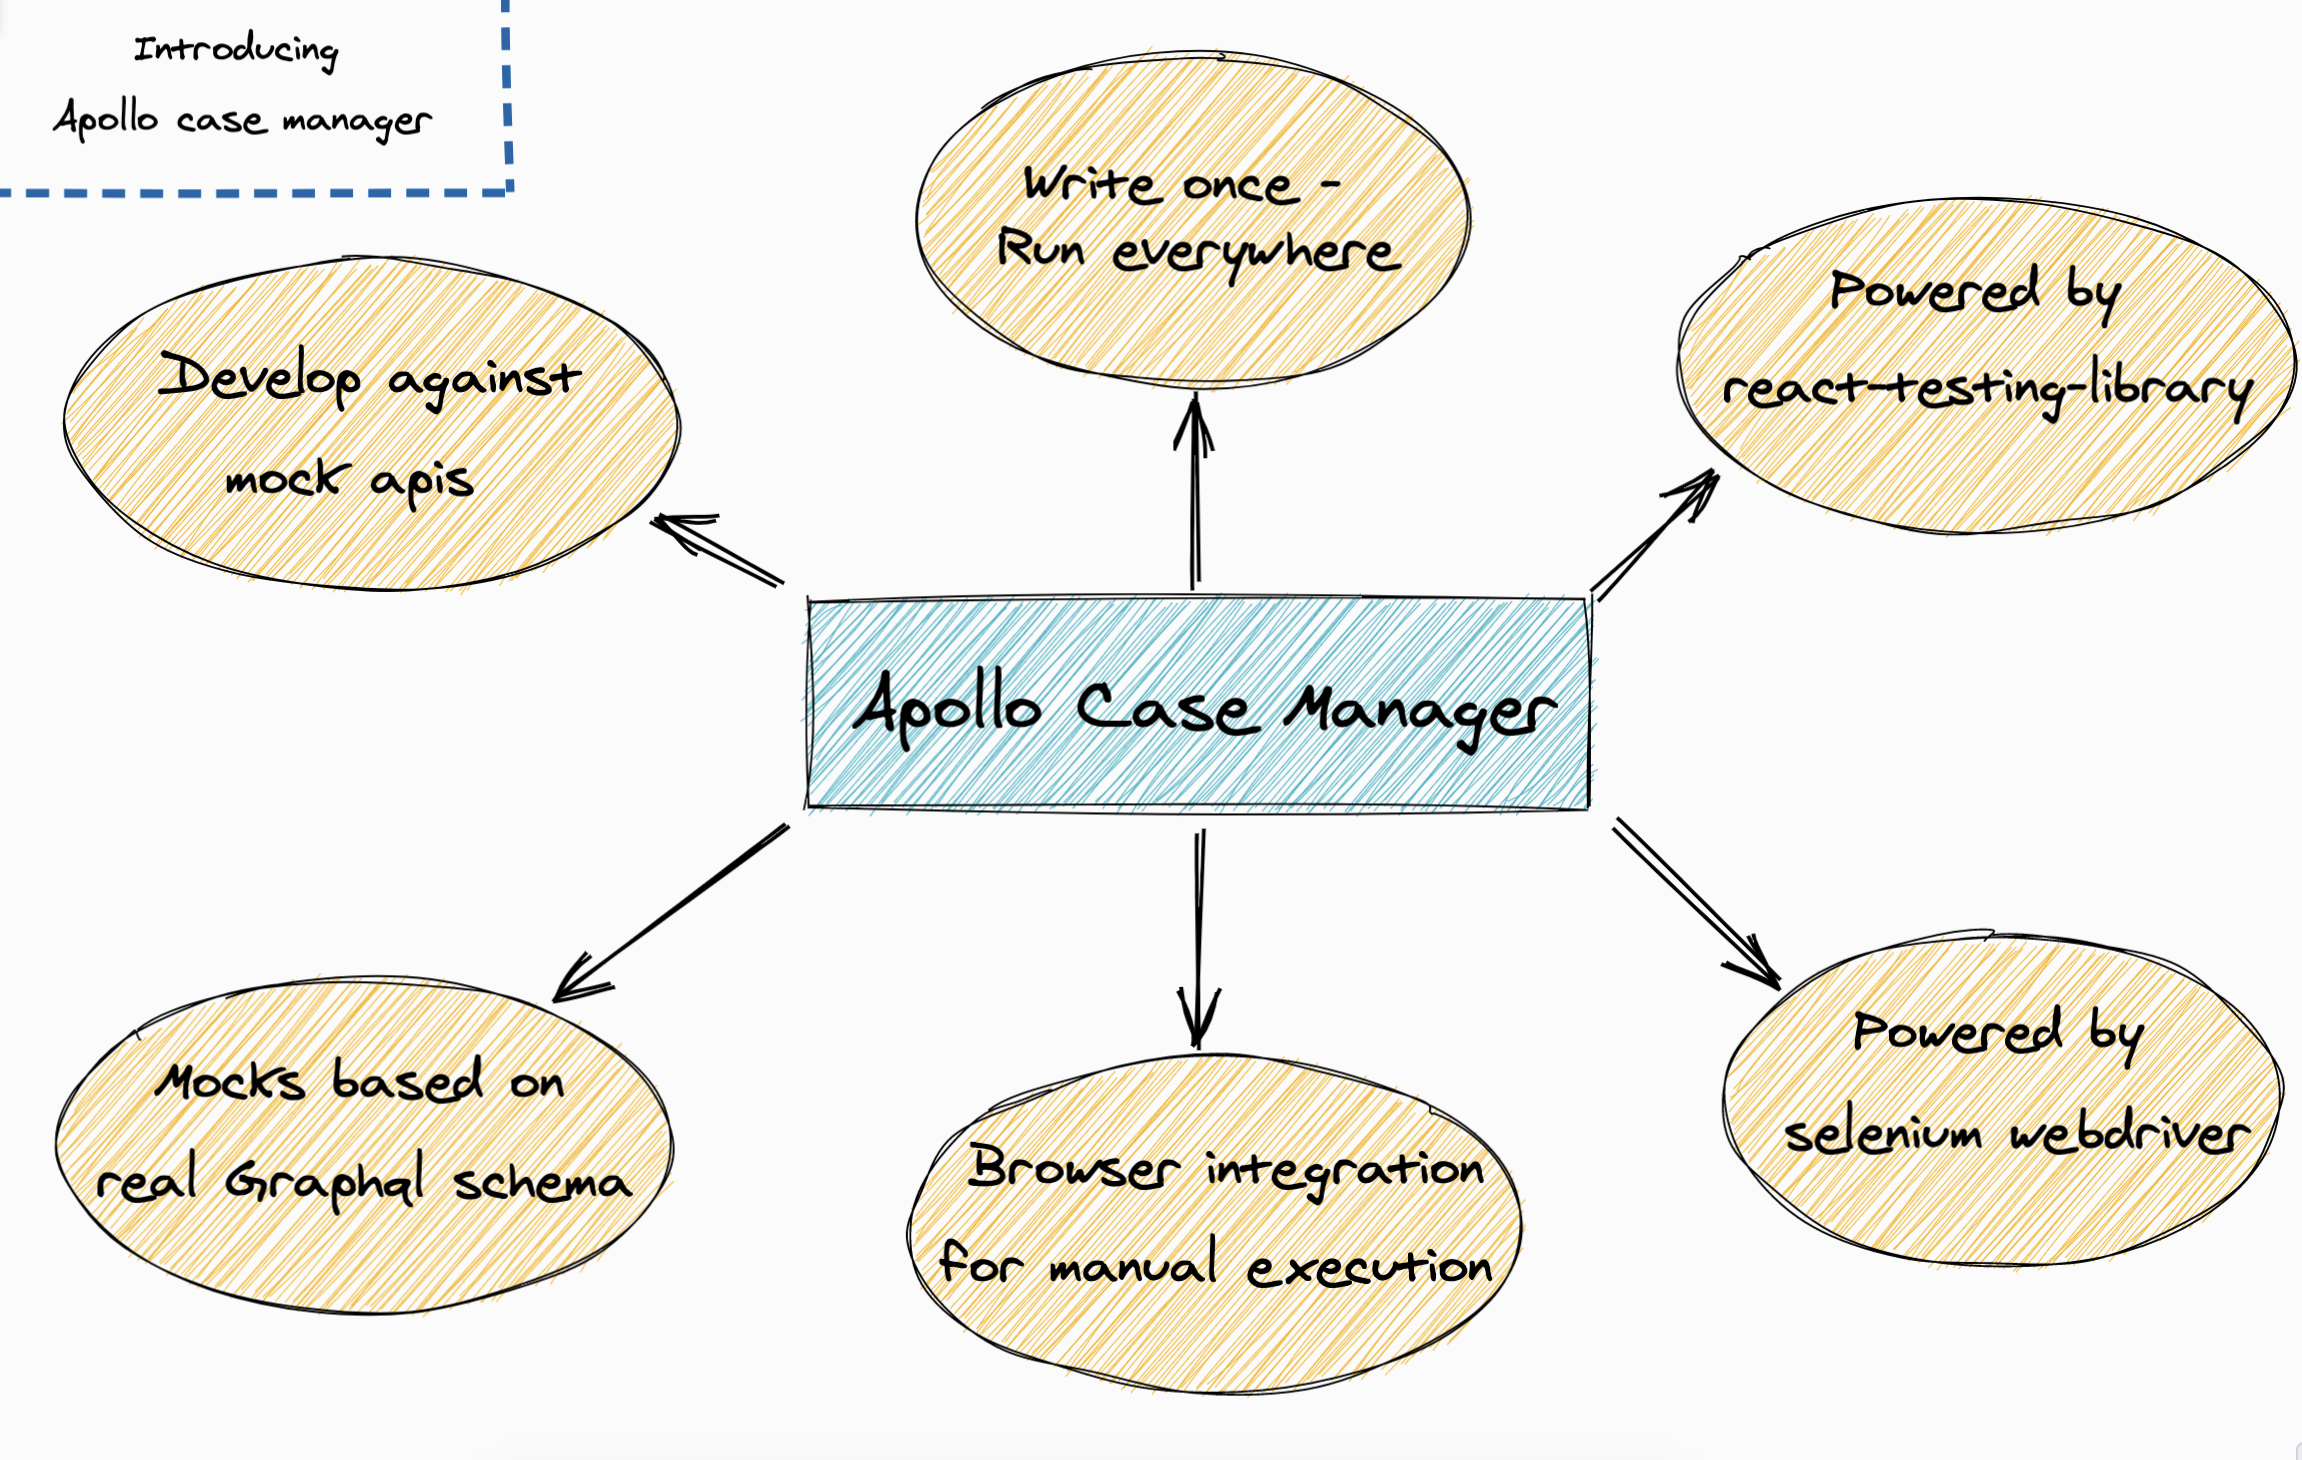 Introducing
Apollo case manager
Write once -
Run everywhere
Powered by
react-testing-library
Develop against
mock apis
Apollo Case Manager
Mocks based on
real Graphql schema
Browser integration
for manual execution
Powered by
selenium webdriver